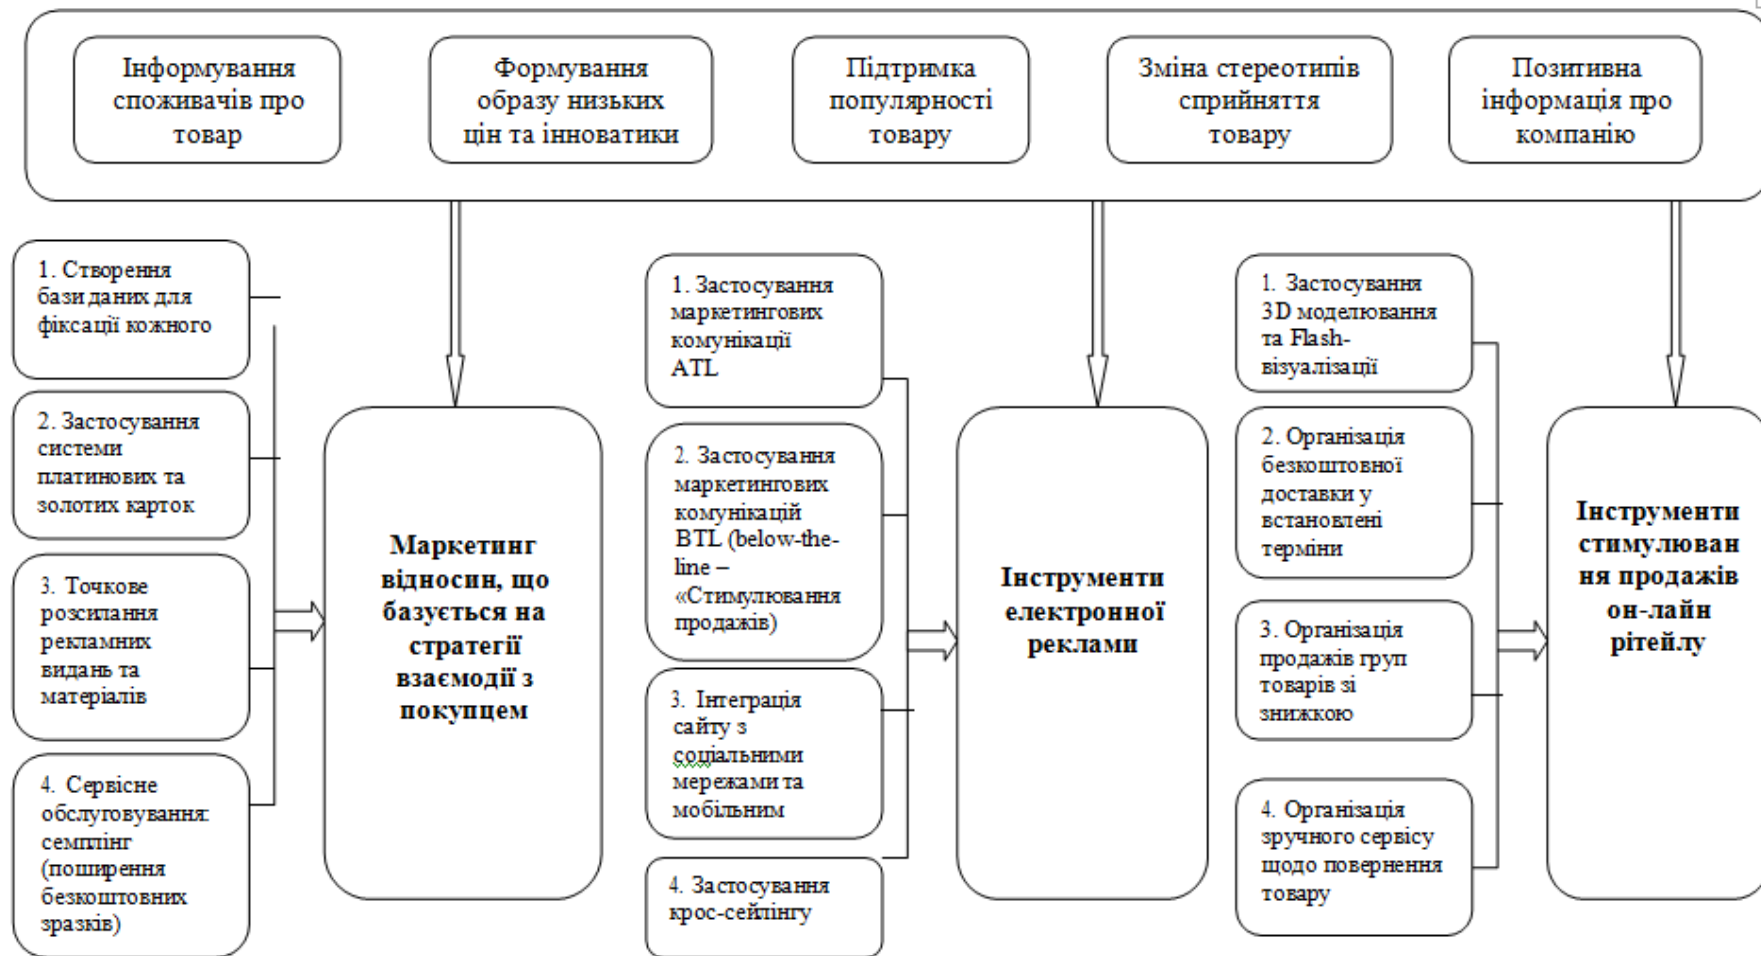 Інформування
споживачів про
товар
Формування
образу низьких
цін та інноватики
Підтримка
популярності
товару
Зміна стереотипів
сприйняття
товару
Позитивна
інформація про
компанію
1. Створення
бази даних для
фіксації кожного
2. Застосування
системи
платинових та
золотих карток
3. Точкове
розсилання
рекламних
видань та
матеріалів
4. Сервісне
обслуговування:
семплінг
(поширення
безкоштовних
зразків)
Маркетинг
відносин, що
базується на
стратегії
взаємодії з
покупцем
1. Застосування
маркетингових
комунікації
ATL
2. Застосування
маркетингових
комунікацій
BTL (below-the-
line –
«Стимулювання
продажів)
3. Інтеграція
сайту з
соціальними
мережами та
мобільним
4. Застосування
крос-сейлінгу
Інструменти
електронної
реклами
1. Застосування
3D моделювання
та Flash-
візуалізації
2. Організація
безкоштовної
доставки у
встановлені
терміни
3. Організація
продажів груп
товарів зі
знижкою
4. Організація
зручного сервісу
щодо повернення
товару
Інструменти
стимулюван
ня продажів
он-лайн
рітейлу